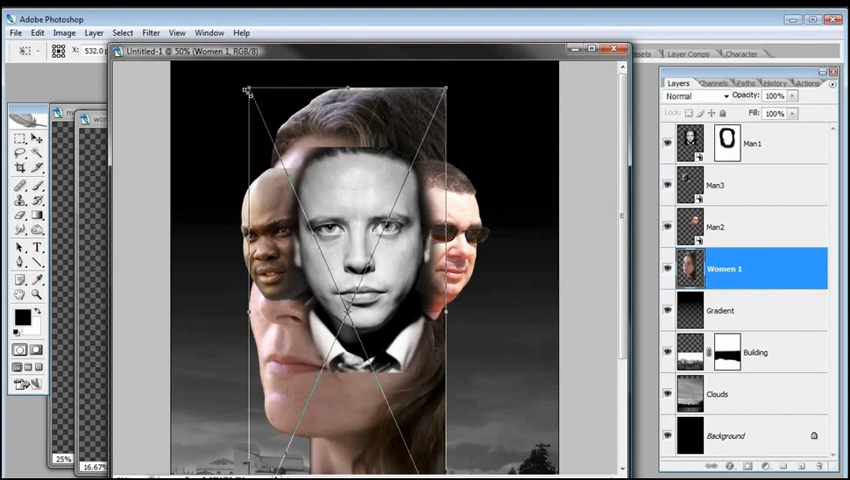 Adobe Photoshop
File Edit Image Layer Select Filter View Window Help
X: 532.0
Untitled-1 @ 50% (Women 1, RGB/8)
Layer Comps Character
Layers Channels Paths History Actions
Normal Opacity: 100%
Lock: Fill: 100%
Man1
Man3
Man2
Women 1
Gradient
Building
Clouds
Background
25%
16.67%